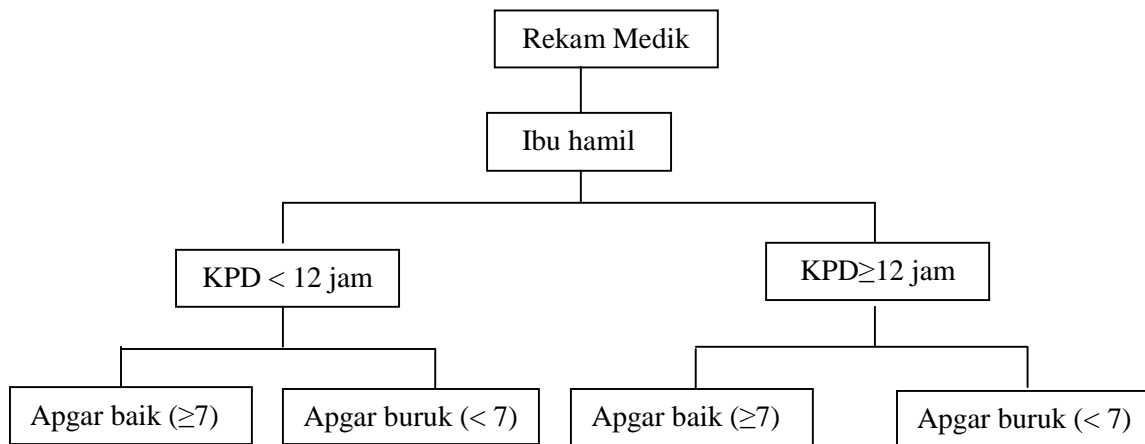 Rekam Medik
Ibu hamil
KPD < 12 jam
KPD≥12 jam
Apgar baik (≥7)
Apgar buruk (< 7)
Apgar baik (≥7)
Apgar buruk (< 7)